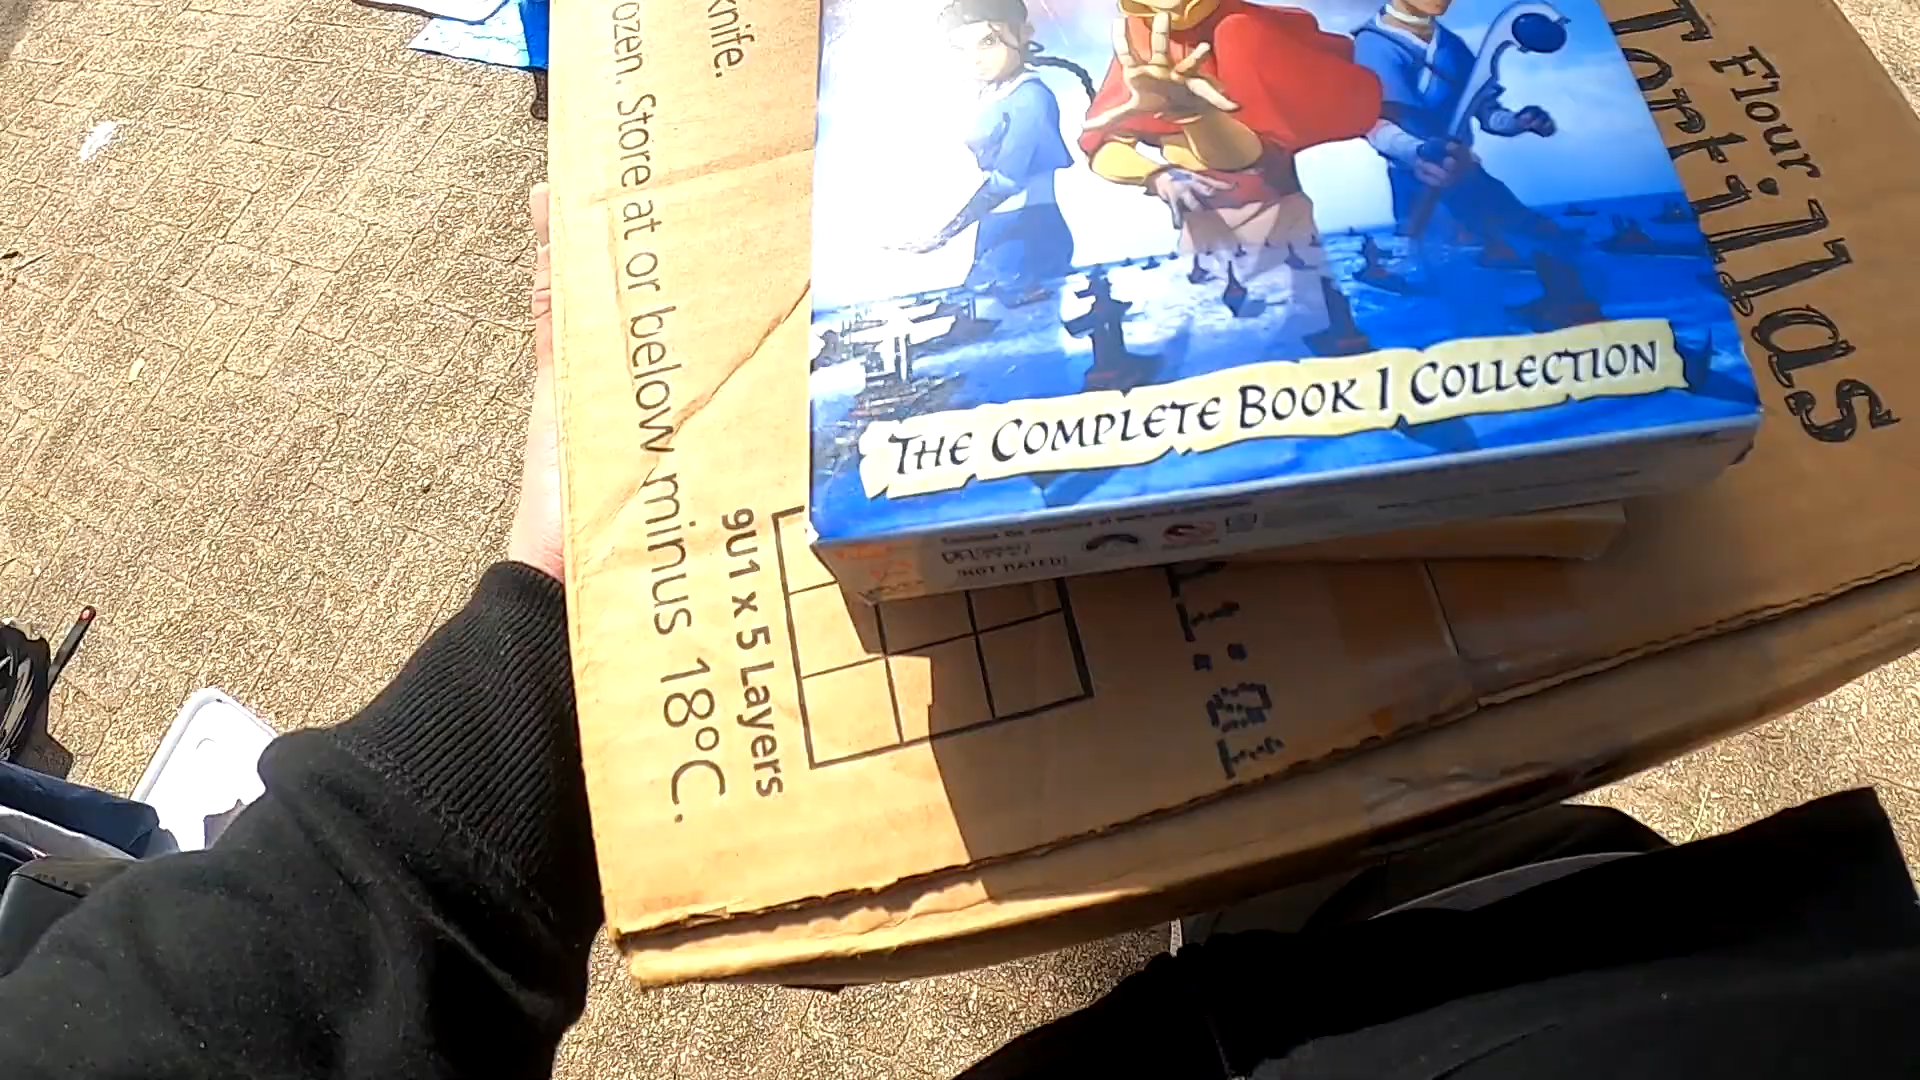 THE COMPLETE BOOK 1 COLLECTION
NOT RATED
Flour
Tortillas
knife.
ozen. Store at or below minus 18°C.
9U1 x 5 Layers